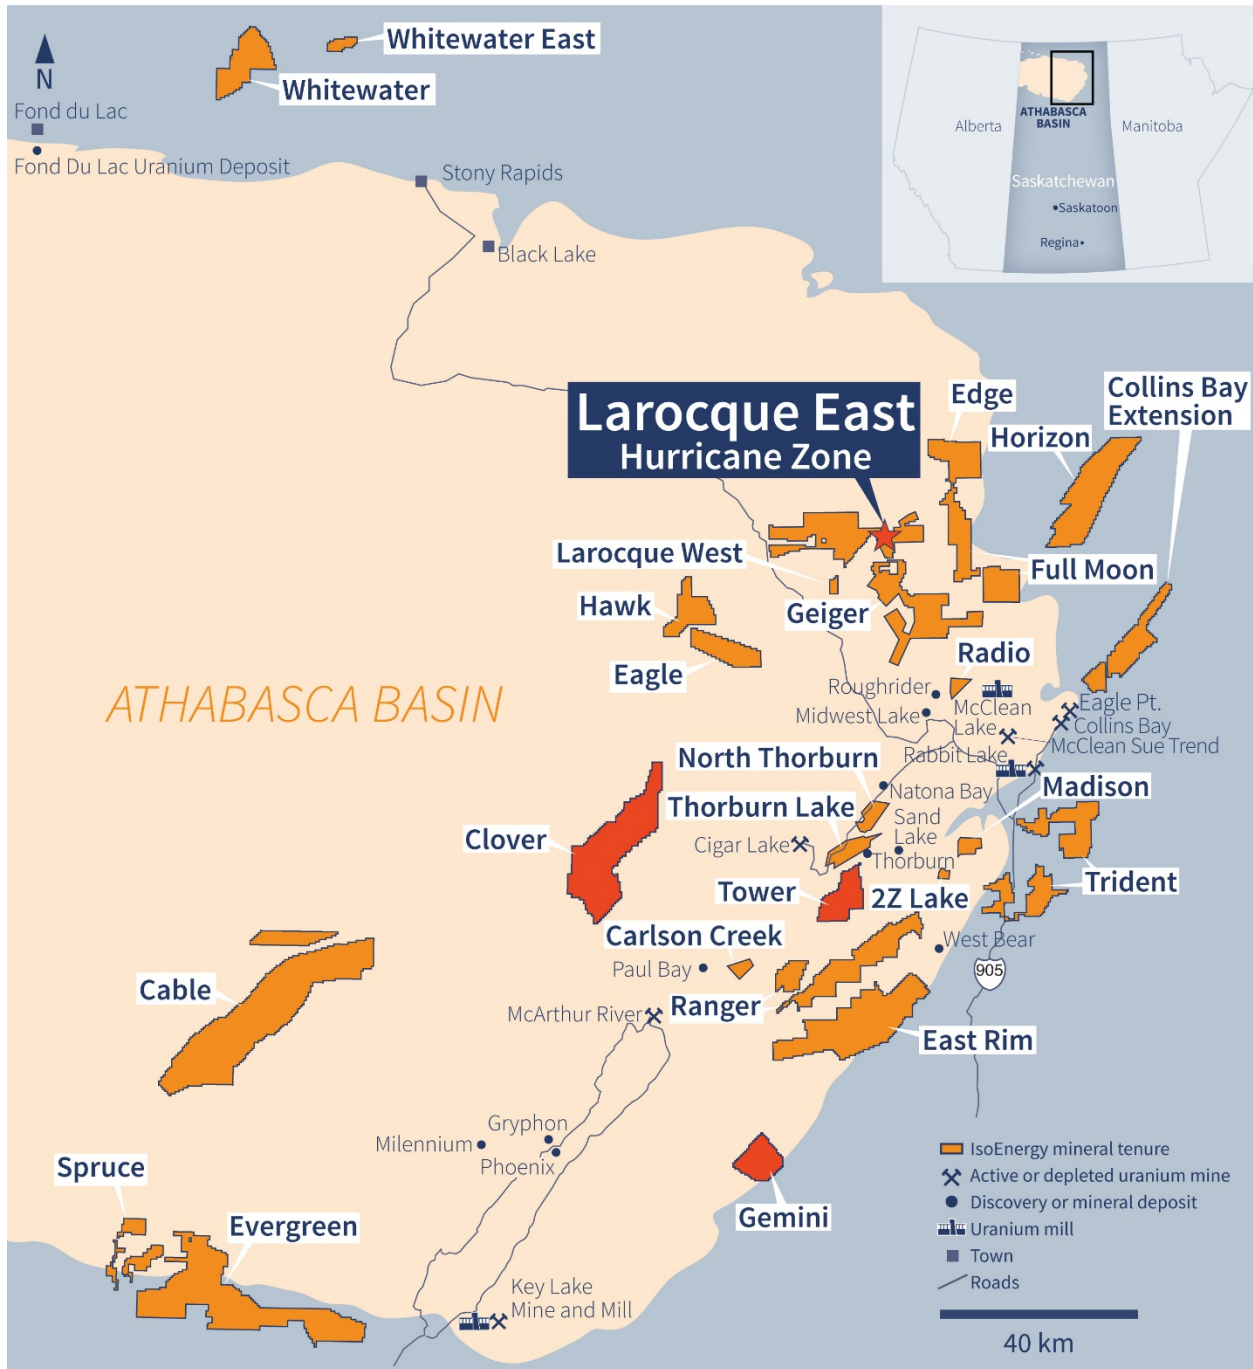 Whitewater East
Whitewater
N
Fond du Lac
Fond Du Lac Uranium Deposit
Stony Rapids
Black Lake
Alberta
ATHABASCA
BASIN
Manitoba
Saskatchewan
Saskatoon
Regina
Larocque East
Hurricane Zone
Edge
Horizon
Collins Bay
Extension
Larocque West
Hawk
Eagle
Geiger
Full Moon
Radio
ATHABASCA BASIN
Roughrider
Midwest Lake
McClean
Lake
Eagle Pt.
Collins Bay
McClean Sue Trend
Rabbit Lake
North Thorburn
Natona Bay
Madison
Thorburn Lake
Sand
Lake
Clover
Cigar Lake
Thorburn
Trident
Tower
2Z Lake
Carlson Creek
West Bear
Paul Bay
905
Cable
Ranger
McArthur River
East Rim
Gryphon
Milennium
Phoenix
Spruce
Evergreen
Gemini
Key Lake
Mine and Mill
IsoEnergy mineral tenure
Active or depleted uranium mine
Discovery or mineral deposit
Uranium mill
Town
Roads
40 km